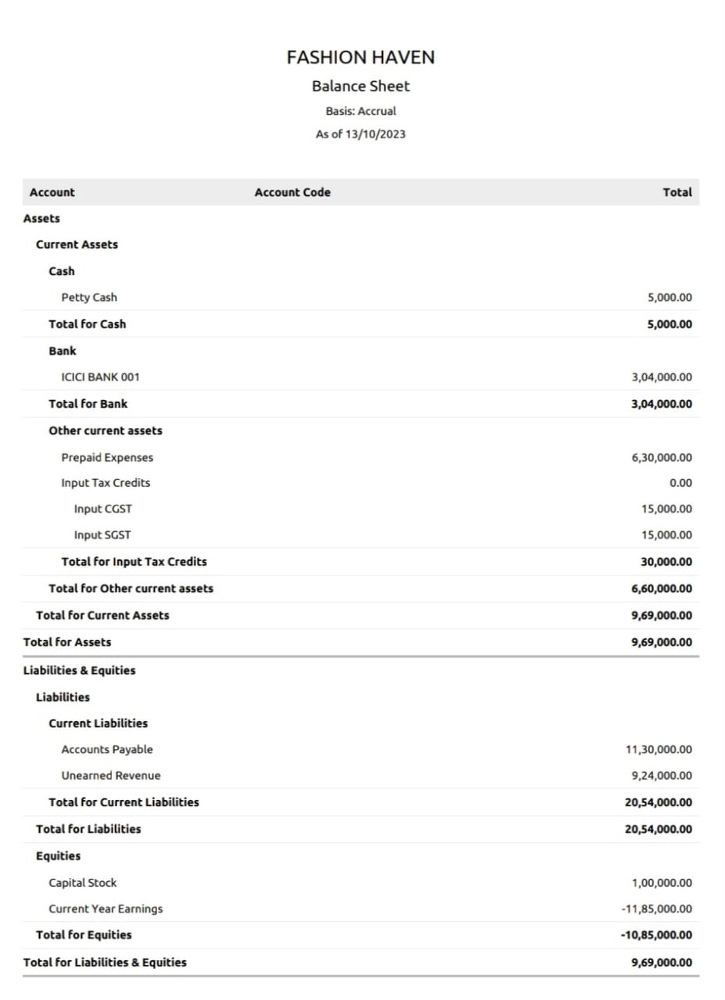 FASHION HAVEN
Balance Sheet
Basis: Accrual
As of 13/10/2023
Account Account Code Total
Assets
Current Assets
Cash
Petty Cash 5,000.00
Total for Cash 5,000.00
Bank
ICICI BANK 001 3,04,000.00
Total for Bank 3,04,000.00
Other current assets
Prepaid Expenses 6,30,000.00
Input Tax Credits 0.00
Input CGST 15,000.00
Input SGST 15,000.00
Total for Input Tax Credits 30,000.00
Total for Other current assets 6,60,000.00
Total for Current Assets 9,69,000.00
Total for Assets 9,69,000.00
Liabilities & Equities
Liabilities
Current Liabilities
Accounts Payable 11,30,000.00
Unearned Revenue 9,24,000.00
Total for Current Liabilities 20,54,000.00
Total for Liabilities 20,54,000.00
Equities
Capital Stock 1,00,000.00
Current Year Earnings -11,85,000.00
Total for Equities -10,85,000.00
Total for Liabilities & Equities 9,69,000.00